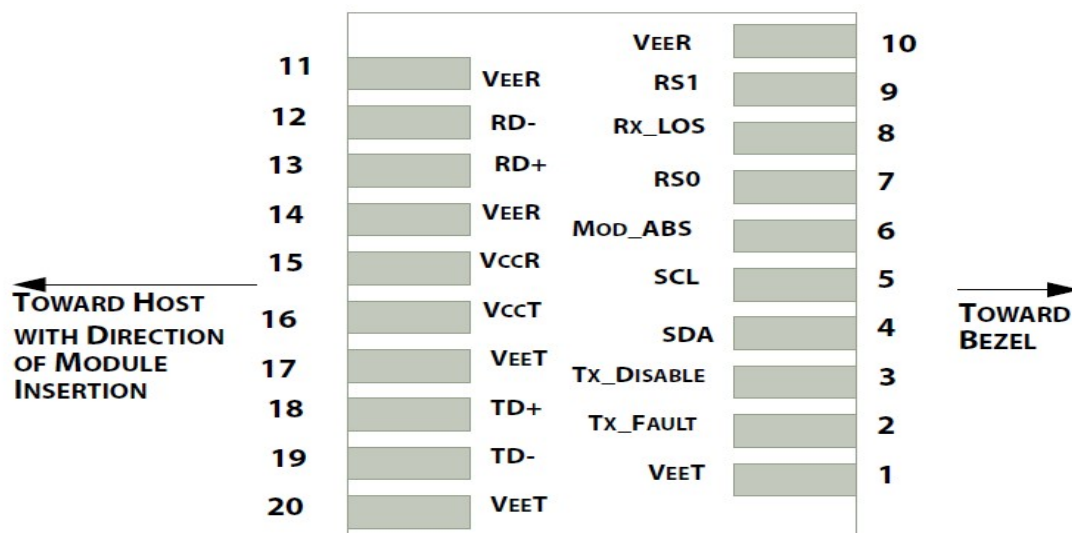 11 VEER
12 RD-
13 RD+
14 VEER
15 VCCR
16 VCCT
17 VEET
18 TD+
19 TD-
20 VEET
VEER 10
RS1 9
RX_LOS 8
RS0 7
MOD_ABS 6
SCL 5
SDA 4
TX_DISABLE 3
TX_FAULT 2
VEET 1
TOWARD HOST
WITH DIRECTION
OF MODULE
INSERTION
TOWARD
BEZEL